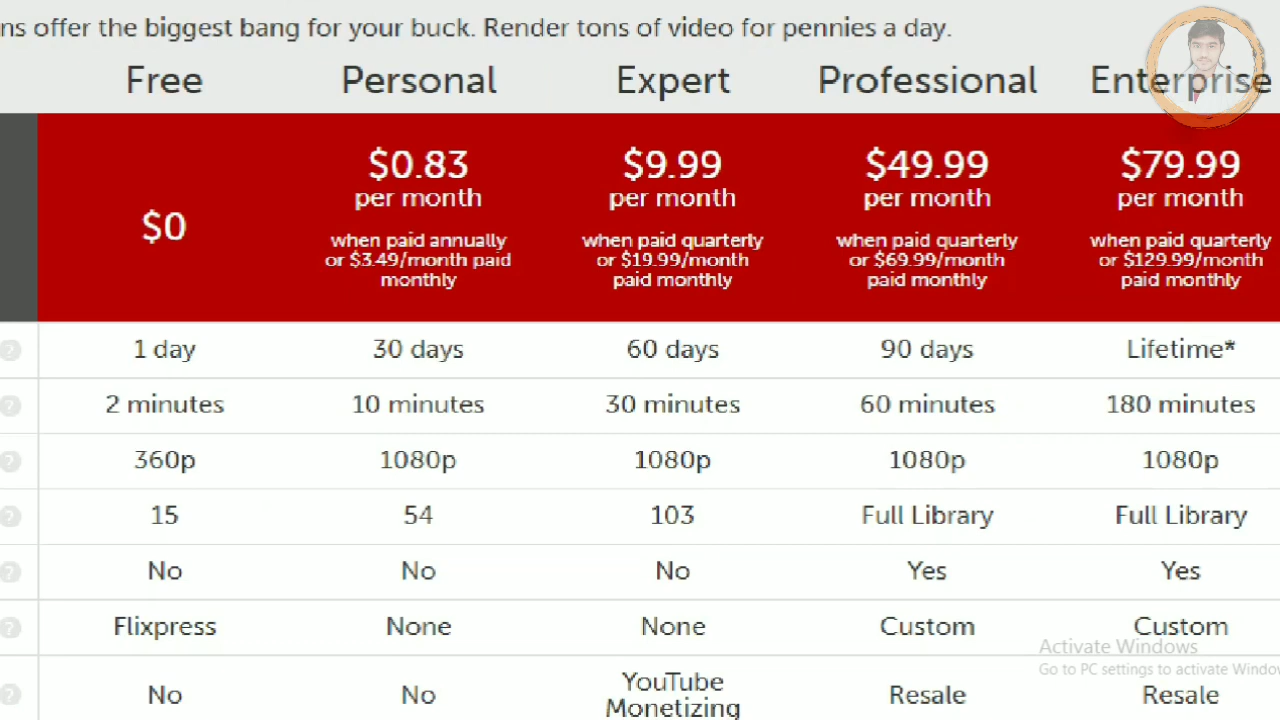 ns offer the biggest bang for your buck. Render tons of video for pennies a day.
Free Personal Expert Professional Enterprise
$0 $0.83 $9.99 $49.99 $79.99
per month per month per month per month
when paid annually when paid quarterly when paid quarterly when paid quarterly
or $3.49/month paid or $19.99/month or $69.99/month or $129.99/month
monthly paid monthly paid monthly paid monthly
? 1 day 30 days 60 days 90 days Lifetime*
? 2 minutes 10 minutes 30 minutes 60 minutes 180 minutes
? 360p 1080p 1080p 1080p 1080p
? 15 54 103 Full Library Full Library
? No No No Yes Yes
? Flixpress None None Custom Custom
? No No YouTube Monetizing Resale Resale
Activate Windows
Go to PC settings to activate Window